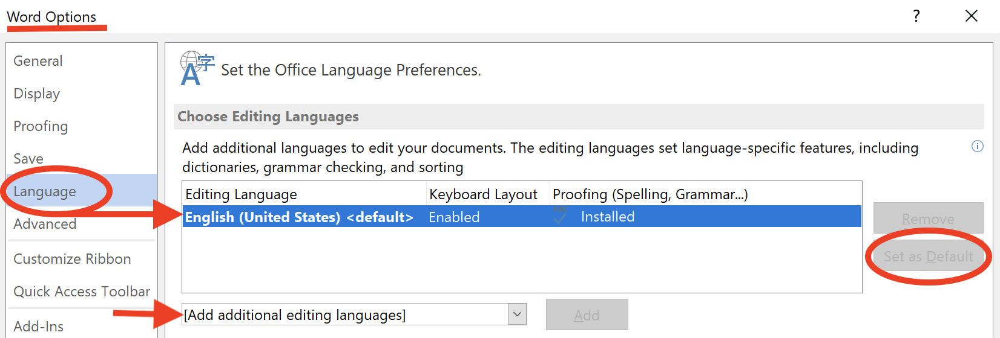 Word Options
?
General
Display
Proofing
Save
Language
Advanced
Customize Ribbon
Quick Access Toolbar
Add-Ins
A字
Set the Office Language Preferences.
Choose Editing Languages
Add additional languages to edit your documents. The editing languages set language-specific features, including
dictionaries, grammar checking, and sorting
i
Editing Language Keyboard Layout Proofing (Spelling, Grammar...)
English (United States) <default> Enabled ABC Installed
Remove
Set as Default
[Add additional editing languages] Add